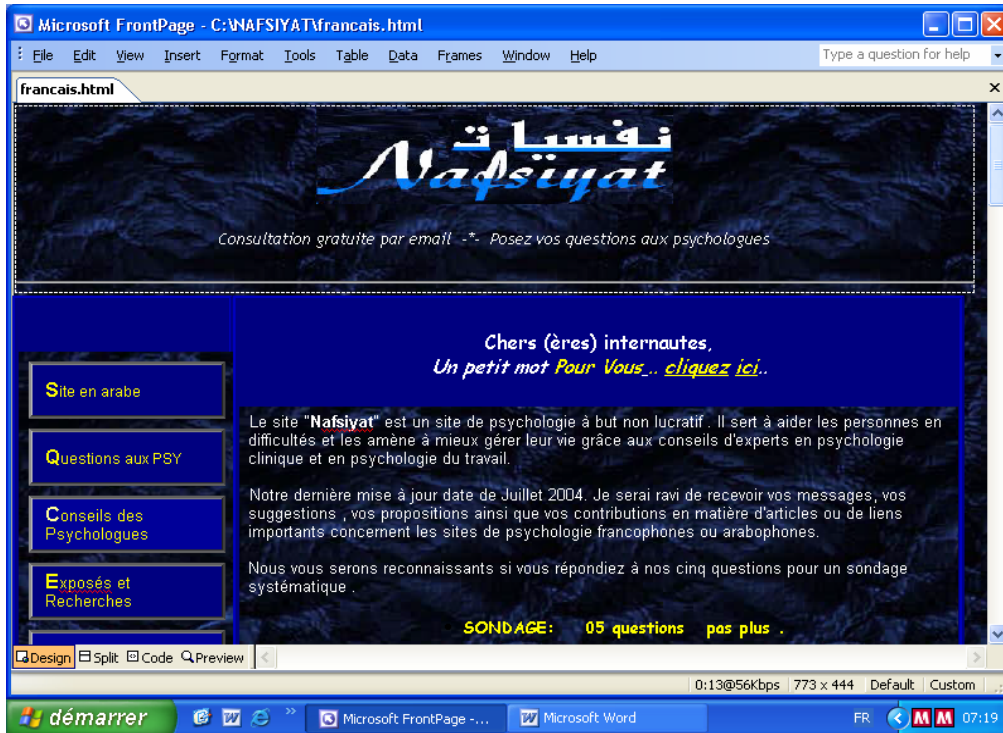 Microsoft FrontPage - C:\NAFSIYAT\francais.html
File Edit View Insert Format Tools Table Data Frames Window Help Type a question for help
francais.html
نفسيات
Nafsiyat
Consultation gratuite par email -*- Posez vos questions aux psychologues
Chers (ères) internautes,
Un petit mot Pour Vous .. cliquez ici..
Site en arabe
Questions aux PSY
Conseils des
Psychologues
Exposés et
Recherches
Le site "Nafsiyat" est un site de psychologie à but non lucratif . Il sert à aider les personnes en
difficultés et les amène à mieux gérer leur vie grâce aux conseils d'experts en psychologie
clinique et en psychologie du travail.
Notre dernière mise à jour date de Juillet 2004. Je serai ravi de recevoir vos messages, vos
suggestions , vos propositions ainsi que vos contributions en matière d'articles ou de liens
importants concernent les sites de psychologie francophones ou arabophones.
Nous vous serons reconnaissants si vous répondiez à nos cinq questions pour un sondage
systématique .
SONDAGE: 05 questions pas plus .
Design Split Code Preview
0:13@56Kbps 773 x 444 Default Custom
démarrer Microsoft FrontPage -... Microsoft Word FR 07:19